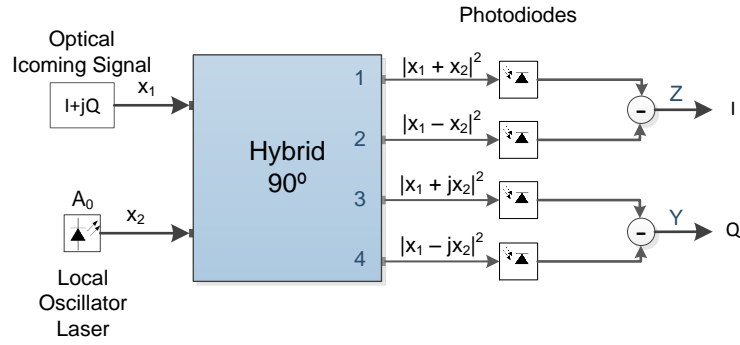 Photodiodes
Optical
Icoming Signal
I+jQ
x₁
A₀
x₂
Local
Oscillator
Laser
Hybrid
90º
1
2
3
4
|x₁ + x₂|²
|x₁ − x₂|²
|x₁ + jx₂|²
|x₁ − jx₂|²
-
Z
I
-
Y
Q